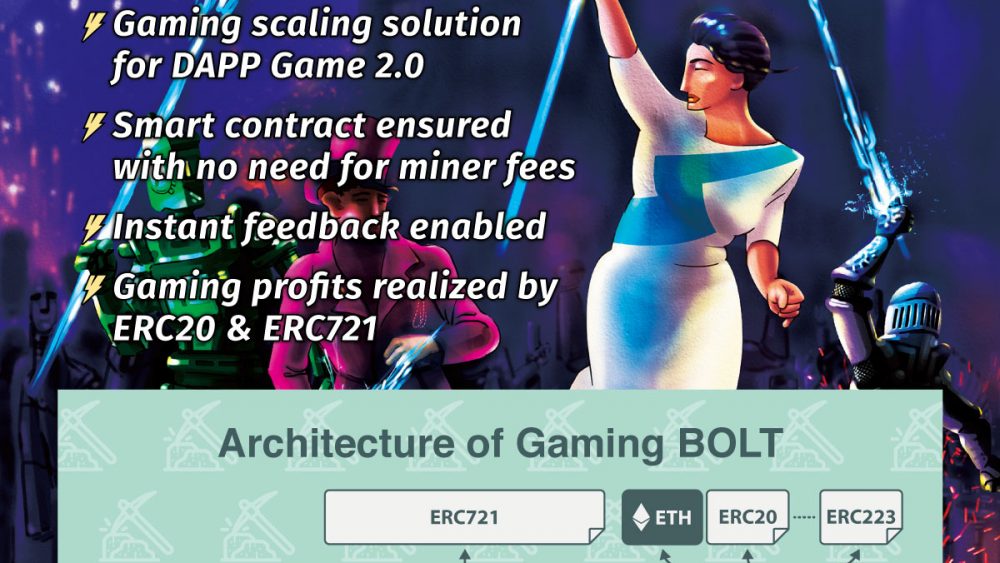 Gaming scaling solution
for DAPP Game 2.0
Smart contract ensured
with no need for miner fees
Instant feedback enabled
Gaming profits realized by
ERC20 & ERC721
Architecture of Gaming BOLT
ERC721
ETH
ERC20
ERC223